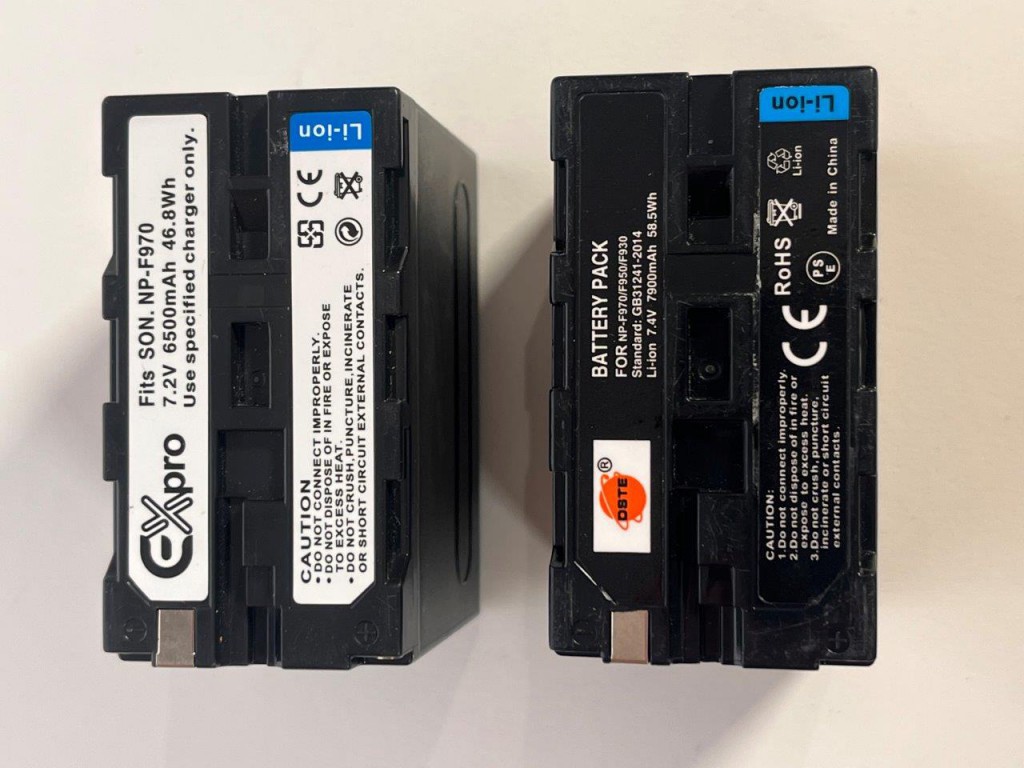 EXpro
Fits SON. NP-F970
7.2V 6500mAh 46.8Wh
Use specified charger only.
Li-ion
CE
CAUTION
• DO NOT CONNECT IMPROPERLY.
• NOT DISPOSE OF IN FIRE OR EXPOSE
TO EXCESS HEAT.
• DO NOT CRUSH,PUNCTURE,INCINERATE
OR SHORT CIRCUIT EXTERNAL CONTACTS.
DSTE®
BATTERY PACK
FOR NP-F970/F950/F930
Standard: GB31241-2014
Li-ion 7.4V 7900mAh 58.5Wh
Li-ion
CAUTION:
1.Do not connect improperly.
2.Do not dispose of in fire or
expose to excess heat.
3.Do not crush, puncture,
incinerate or short circuit
external contacts
CE RoHS
PS
E
Li-ion
Made in China